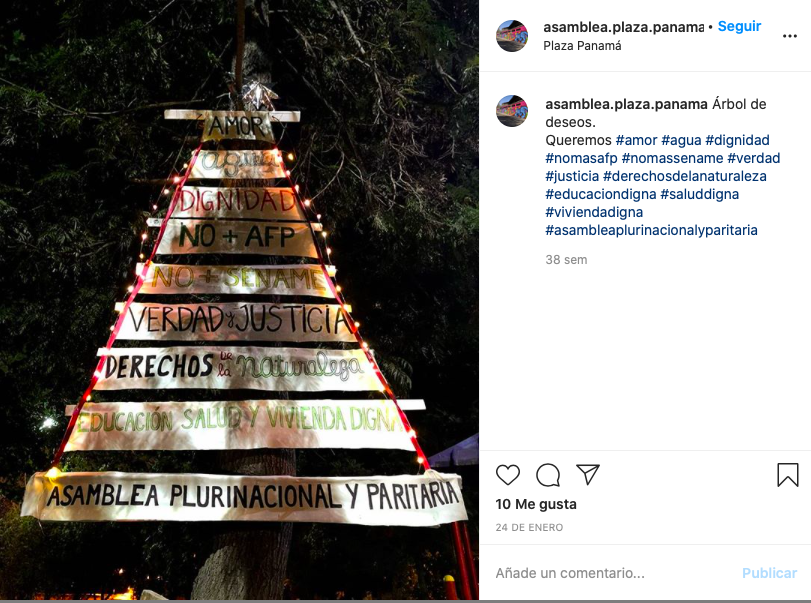 AMOR
agua
DIGNIDAD
NO + AFP
NO + SENAME
VERDAD y JUSTICIA
DERECHOS DE la naturaleza
EDUCACIÓN SALUD Y VIVIENDA DIGNA
ASAMBLEA PLURINACIONAL Y PARITARIA
asamblea.plaza.panama • Seguir
Plaza Panamá
asamblea.plaza.panama Árbol de
deseos.
Queremos #amor #agua #dignidad
#nomasafp #nomassename #verdad
#justicia #derechosdelanaturaleza
#educaciondigna #saluddigna
#viviendadigna
#asambleaplurinacionalyparitaria
38 sem
10 Me gusta
24 DE ENERO
Añade un comentario...
Publicar